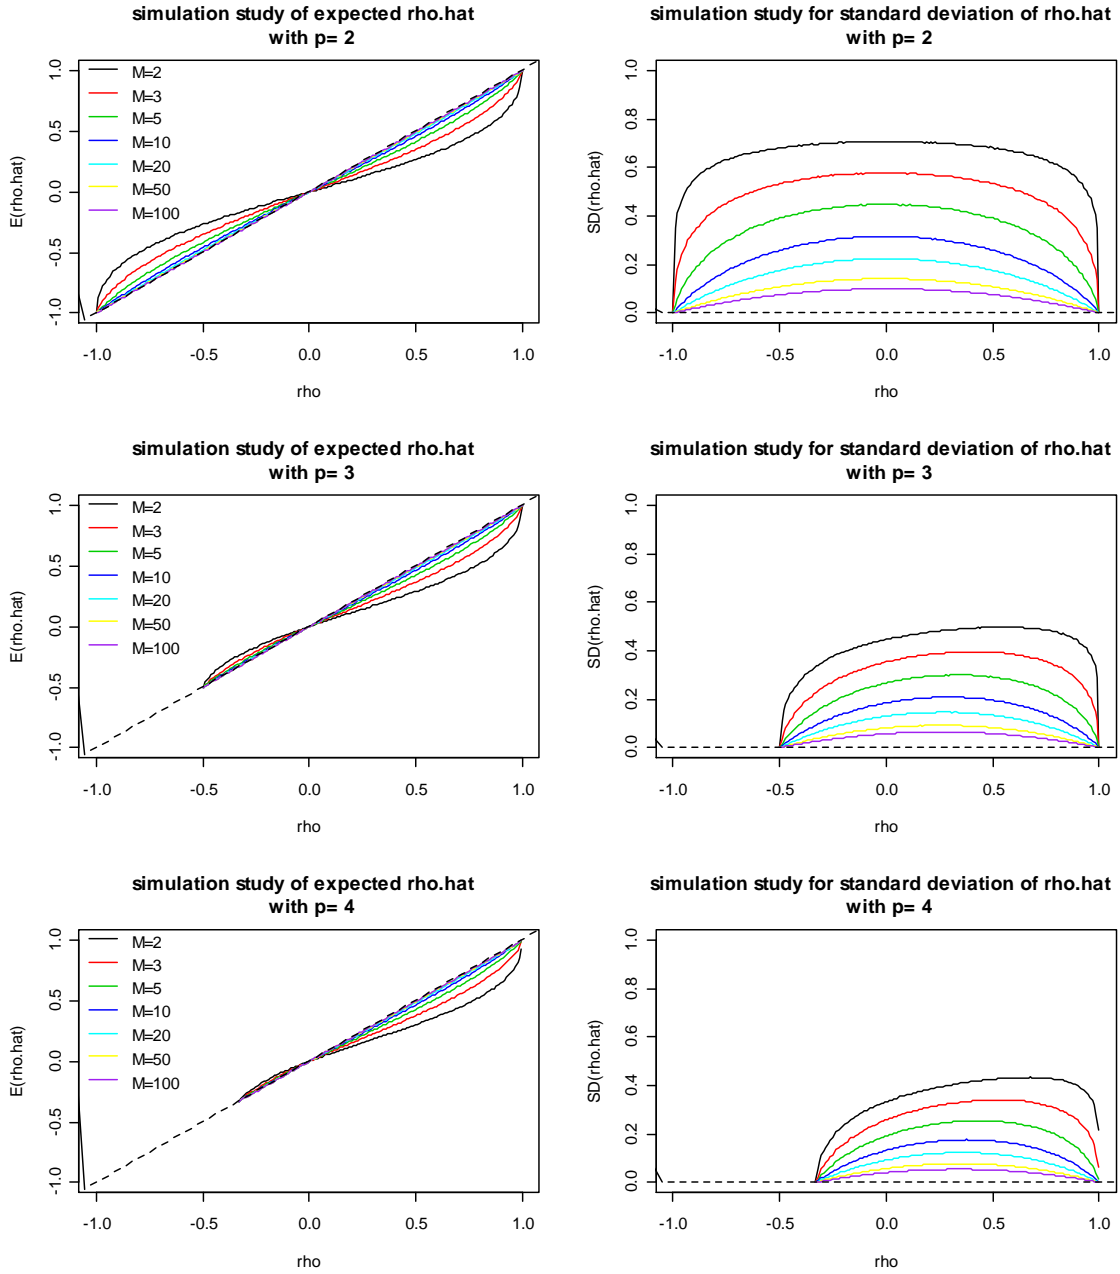 simulation study of expected rho.hat
with p= 2
E(rho.hat)
1.0
0.5
0.0
-0.5
-1.0
M=2
M=3
M=5
M=10
M=20
M=50
M=100
-1.0 -0.5 0.0 0.5 1.0
rho
simulation study for standard deviation of rho.hat
with p= 2
SD(rho.hat)
1.0
0.8
0.6
0.4
0.2
0.0
-1.0 -0.5 0.0 0.5 1.0
rho
simulation study of expected rho.hat
with p= 3
E(rho.hat)
1.0
0.5
0.0
-0.5
-1.0
M=2
M=3
M=5
M=10
M=20
M=50
M=100
-1.0 -0.5 0.0 0.5 1.0
rho
simulation study for standard deviation of rho.hat
with p= 3
SD(rho.hat)
1.0
0.8
0.6
0.4
0.2
0.0
-1.0 -0.5 0.0 0.5 1.0
rho
simulation study of expected rho.hat
with p= 4
E(rho.hat)
1.0
0.5
0.0
-0.5
-1.0
M=2
M=3
M=5
M=10
M=20
M=50
M=100
-1.0 -0.5 0.0 0.5 1.0
rho
simulation study for standard deviation of rho.hat
with p= 4
SD(rho.hat)
1.0
0.8
0.6
0.4
0.2
0.0
-1.0 -0.5 0.0 0.5 1.0
rho